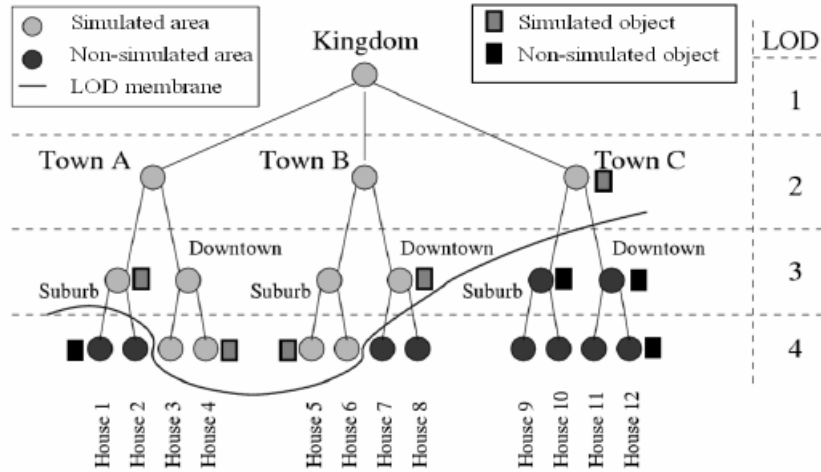 Simulated area
Non-simulated area
LOD membrane
Kingdom
Simulated object
Non-simulated object
LOD
1
Town A
Town B
Town C
2
Downtown
Downtown
Downtown
Suburb
Suburb
Suburb
3
4
House 1
House 2
House 3
House 4
House 5
House 6
House 7
House 8
House 9
House 10
House 11
House 12